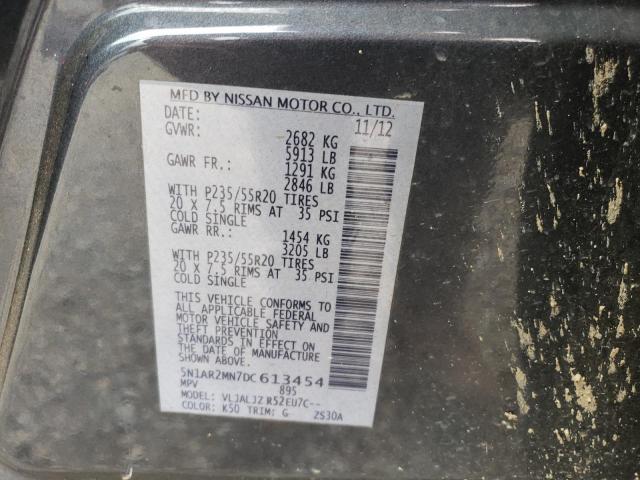 MFD BY NISSAN MOTOR CO., LTD.
DATE: 11/12
GVWR: 2682 KG
5913 LB
GAWR FR.: 1291 KG
2846 LB
WITH P235/55R20 TIRES
20 X 7.5 RIMS AT 35 PSI
COLD SINGLE
GAWR RR.: 1454 KG
3205 LB
WITH P235/55R20 TIRES
20 X 7.5 RIMS AT 35 PSI
COLD SINGLE
THIS VEHICLE CONFORMS TO
ALL APPLICABLE FEDERAL
MOTOR VEHICLE SAFETY AND
THEFT PREVENTION
STANDARDS IN EFFECT ON
THE DATE OF MANUFACTURE
SHOWN ABOVE.
5N1AR2MN7DC613454
MPV 895
MODEL: VLJALJZ R52EU7C--
COLOR: K50 TRIM: G ZS30A